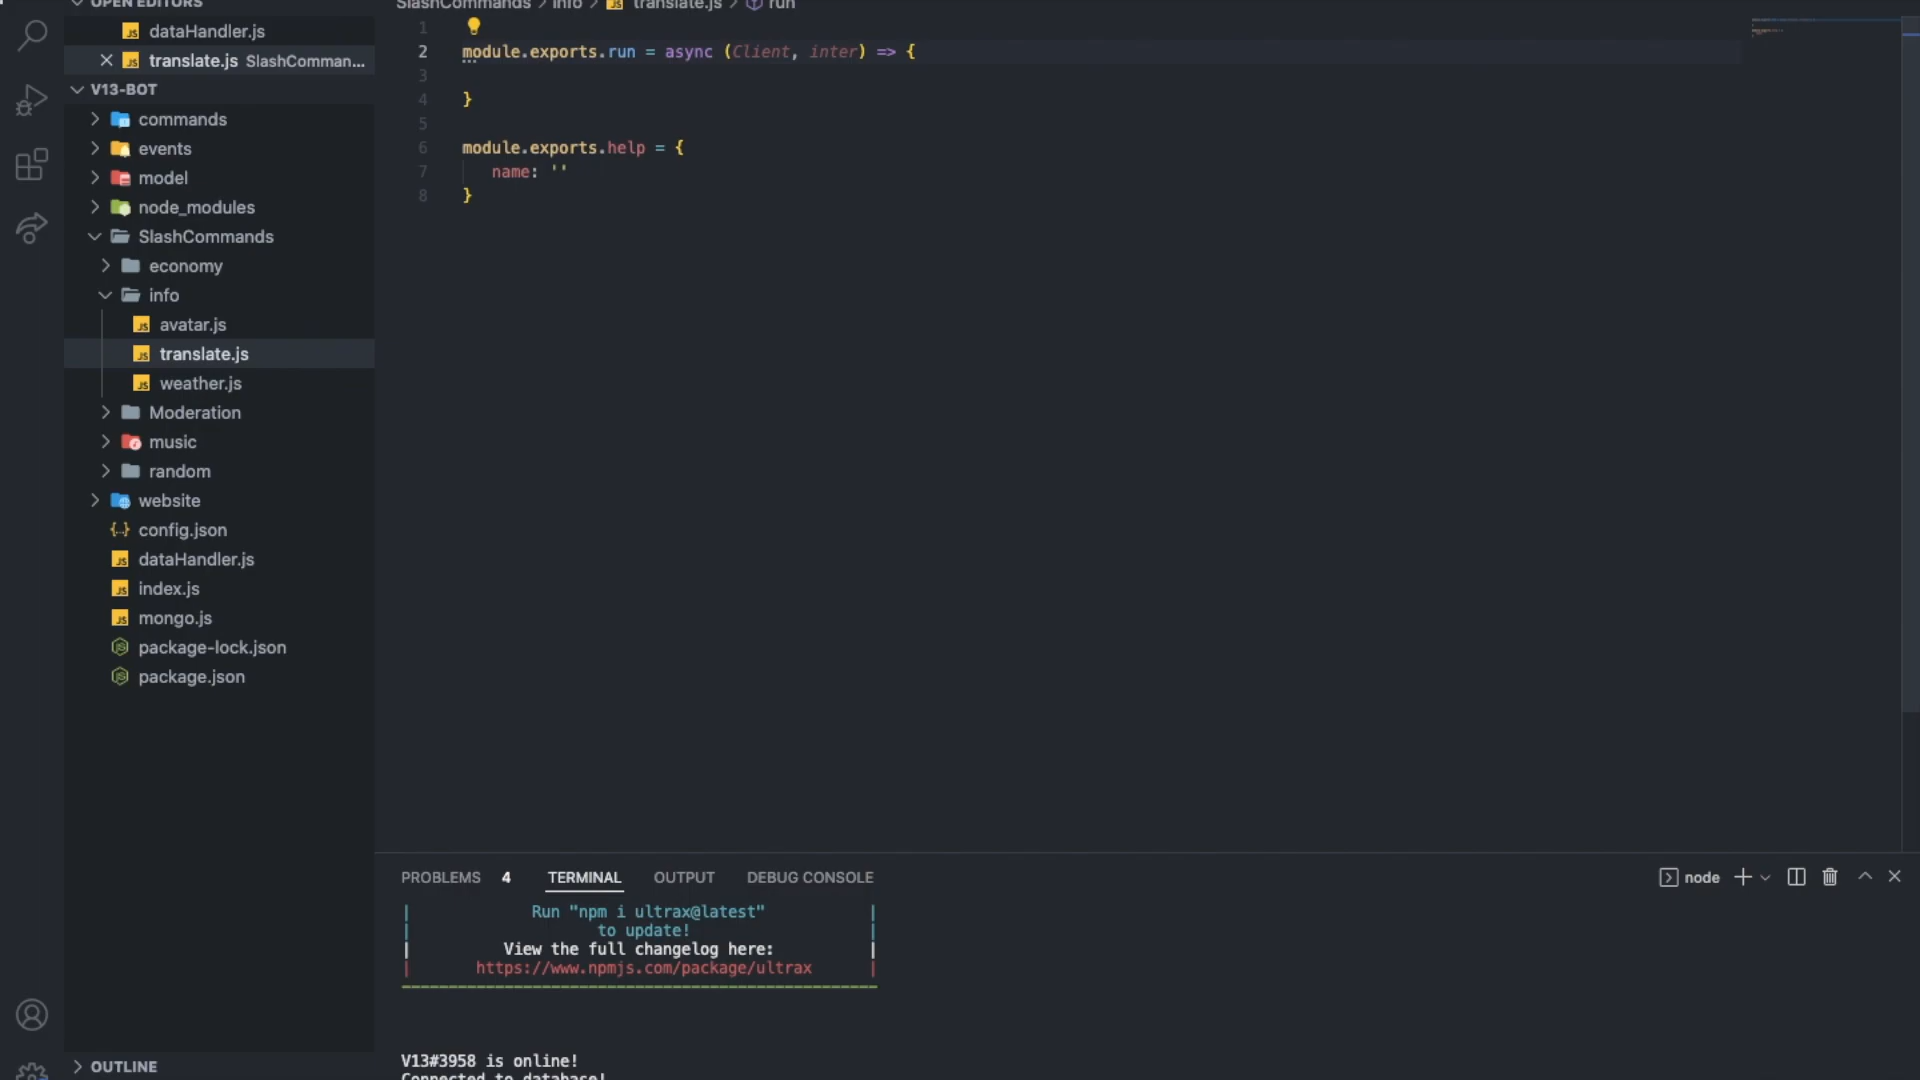 OPEN EDITORS
dataHandler.js
translate.js SlashComman...
V13-BOT
commands
events
model
node_modules
SlashCommands
economy
info
avatar.js
translate.js
weather.js
Moderation
music
random
website
config.json
dataHandler.js
index.js
mongo.js
package-lock.json
package.json
OUTLINE
SlashCommands > info > translate.js > run
1
2 module.exports.run = async (Client, inter) => {
3
4 }
5
6 module.exports.help = {
7 name: ''
8 }
PROBLEMS 4 TERMINAL OUTPUT DEBUG CONSOLE
node
| Run "npm i ultrax@latest" |
| to update! |
| View the full changelog here: |
| https://www.npmjs.com/package/ultrax |
V13#3958 is online!
Connected to database!